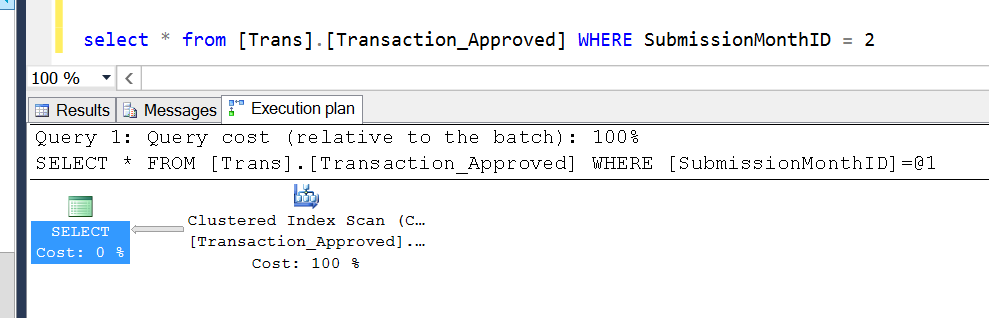 select * from [Trans].[Transaction_Approved] WHERE SubmissionMonthID = 2
100 %
Results Messages Execution plan
Query 1: Query cost (relative to the batch): 100%
SELECT * FROM [Trans].[Transaction_Approved] WHERE [SubmissionMonthID]=@1
SELECT
Cost: 0 %
Clustered Index Scan (C…
[Transaction_Approved].…
Cost: 100 %